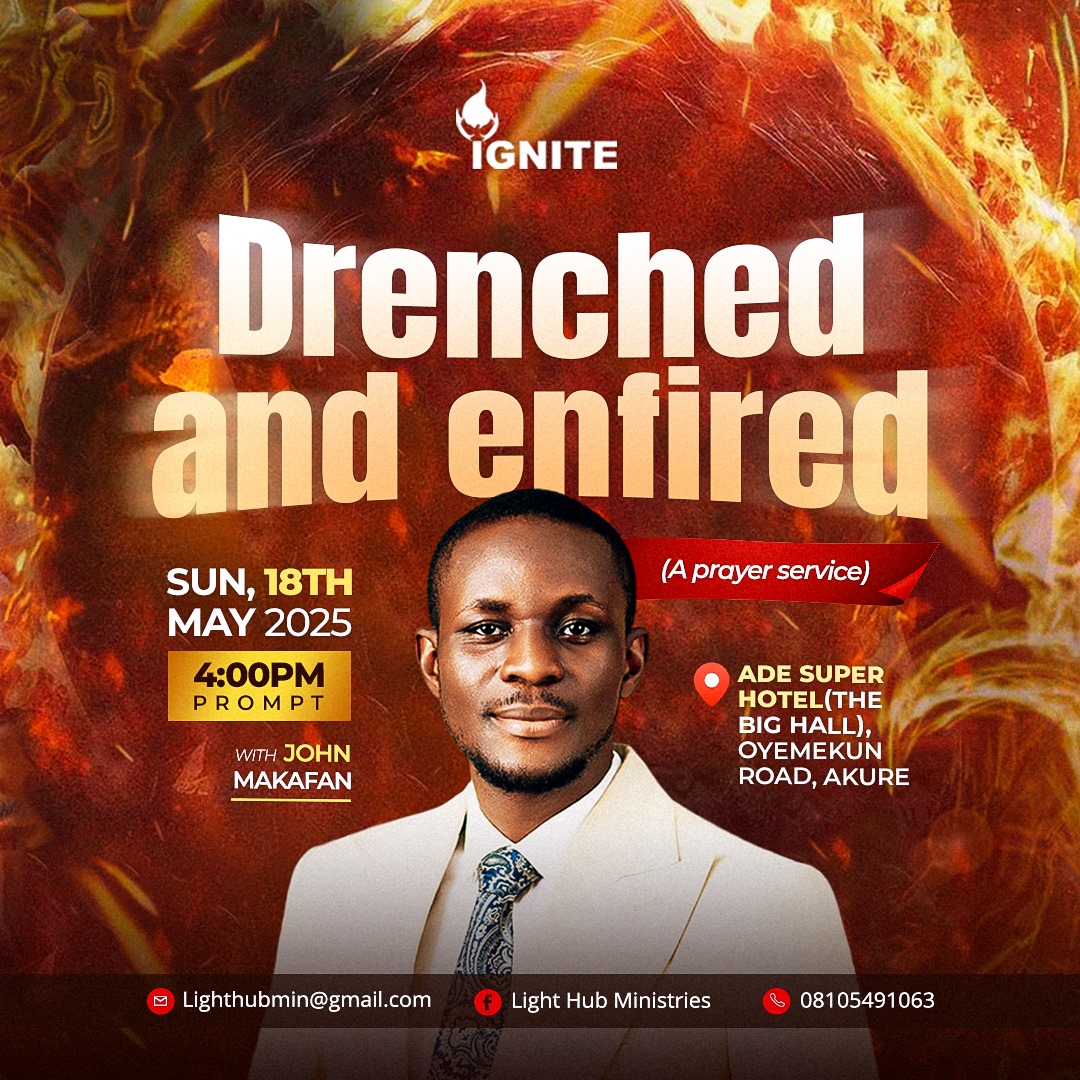 IGNITE
Drenched
and enfired
(A prayer service)
SUN, 18TH
MAY 2025
4:00PM
PROMPT
WITH JOHN
MAKAFAN
ADE SUPER
HOTEL(THE
BIG HALL),
OYEMEKUN
ROAD, AKURE
Lighthubmin@gmail.com
Light Hub Ministries
08105491063